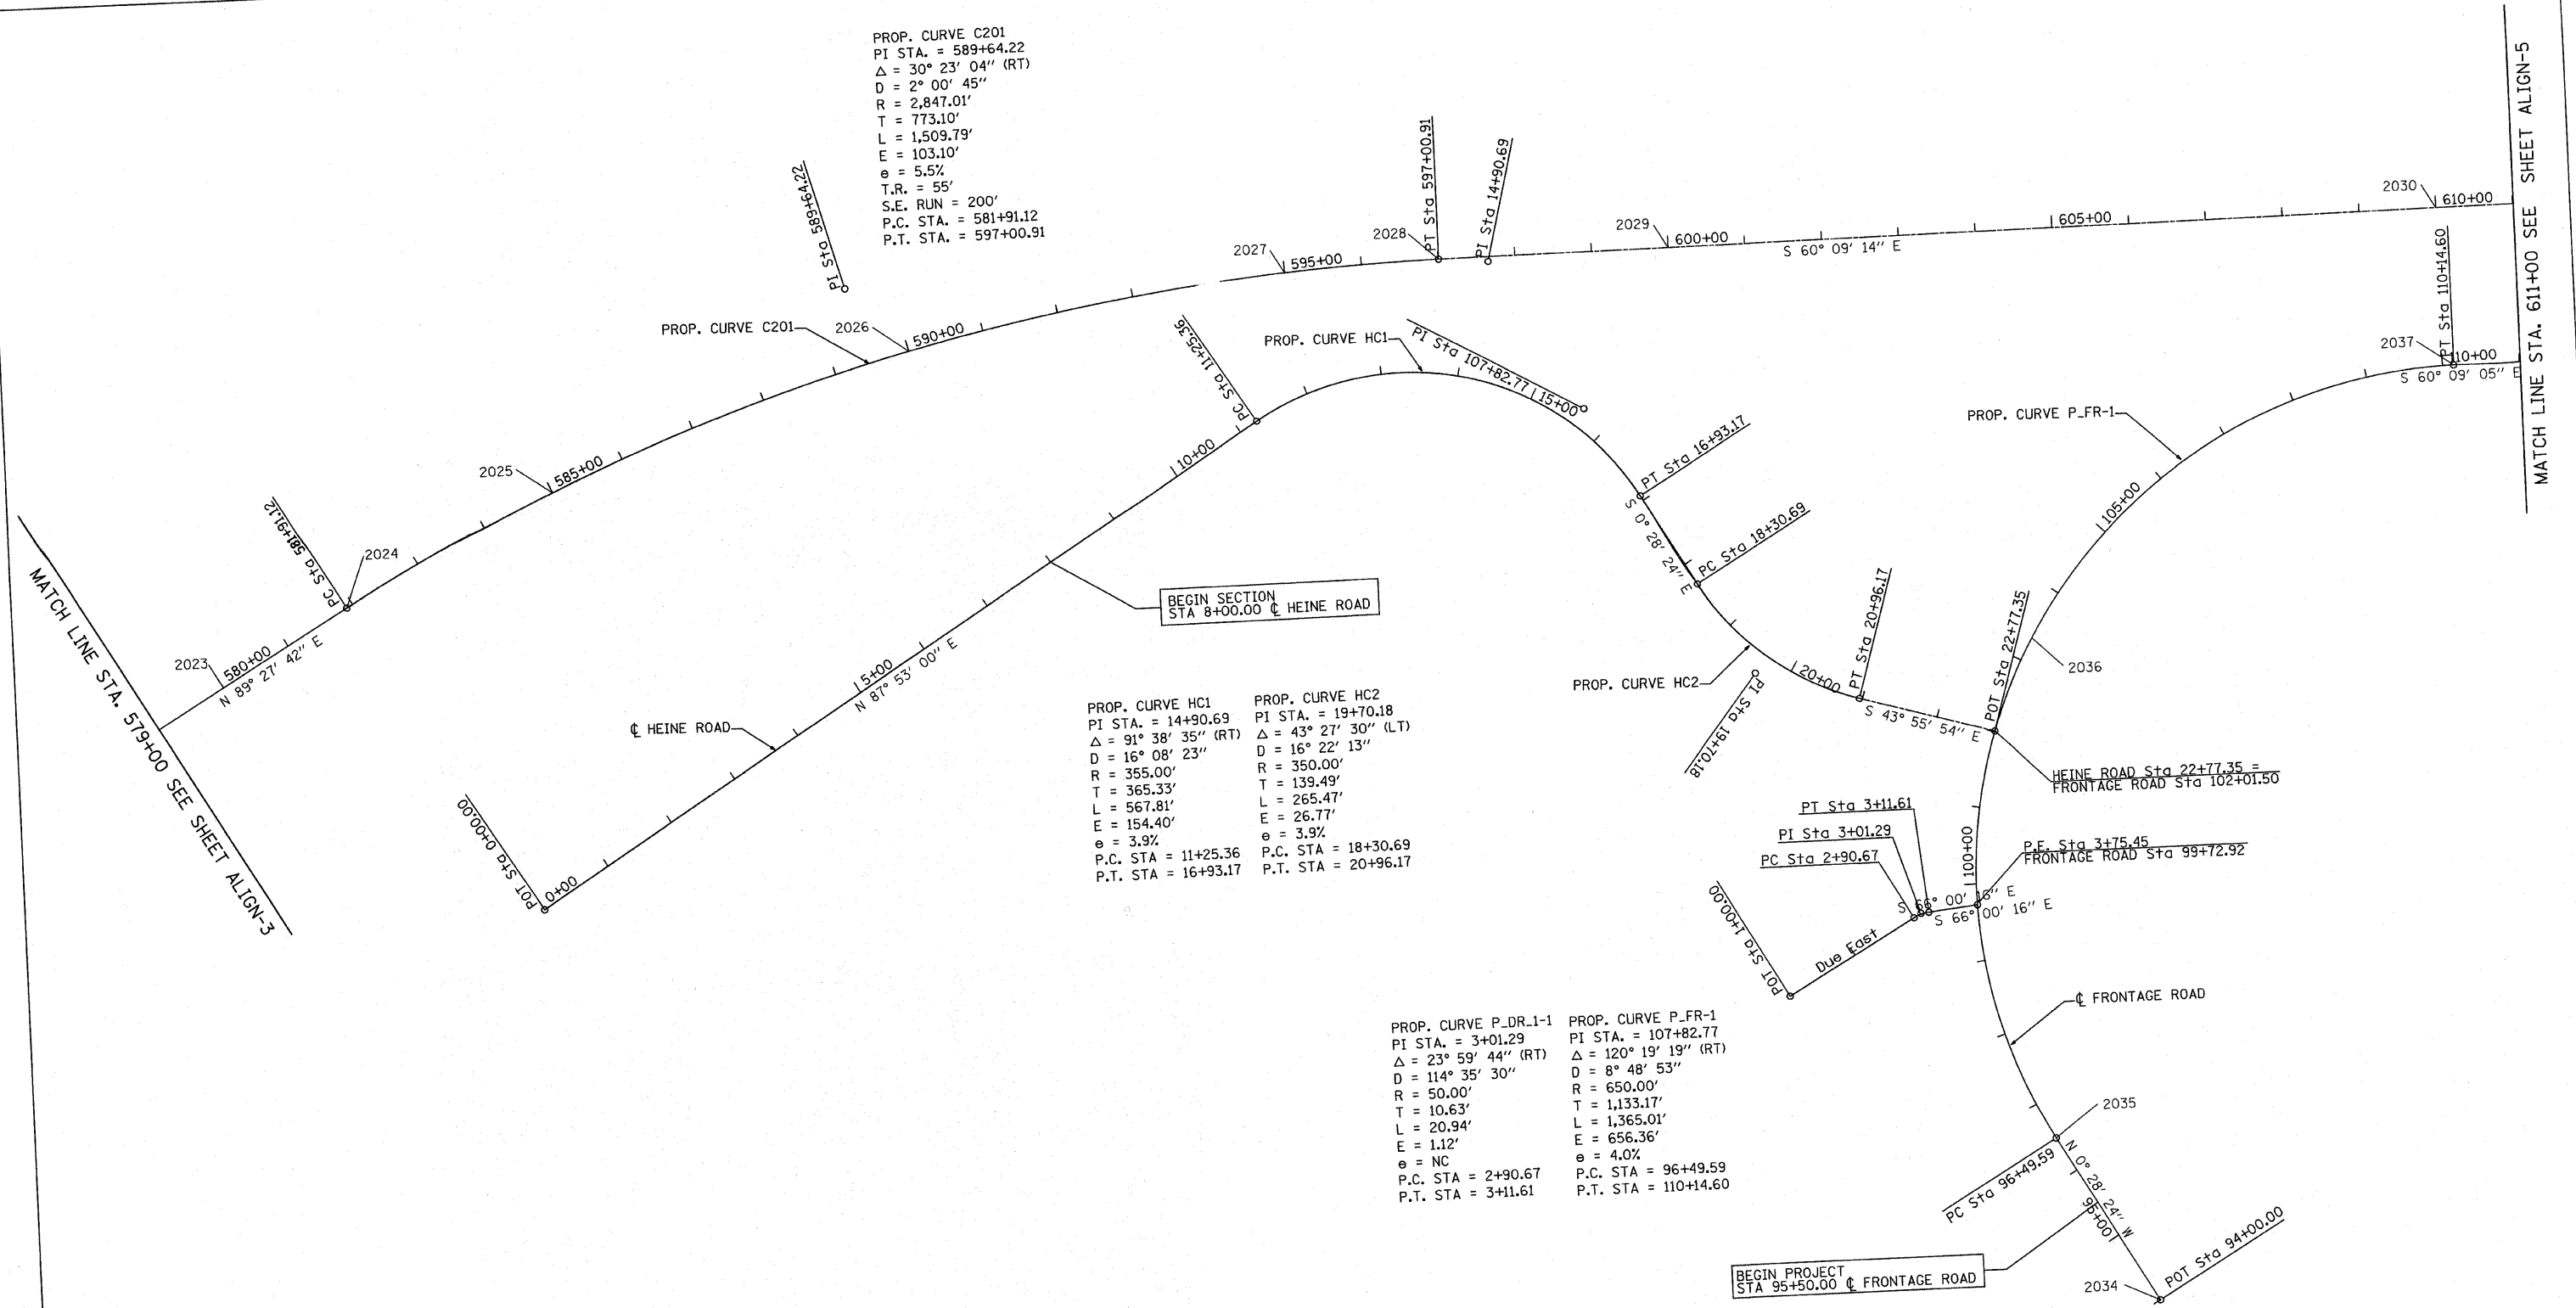 PROP. CURVE C201
PI STA. = 589+64.22
Δ = 30° 23' 04" (RT)
D = 2° 00' 45"
R = 2,847.01'
T = 773.10'
L = 1,509.79'
E = 103.10'
e = 5.5%
T.R. = 55'
S.E. RUN = 200'
P.C. STA. = 581+91.12
P.T. STA. = 597+00.91
PI Sta 589+64.22
PT Sta 597+00.91
PI Sta 14+90.69
2027
595+00
2028
2029
600+00
S 60° 09' 14" E
605+00
2030
610+00
MATCH LINE STA. 611+00 SEE SHEET ALIGN-5
PROP. CURVE C201
2026
590+00
PC Sta 11+25.36
PROP. CURVE HC1
PI Sta 107+82.77
15+00
PT Sta 110+14.60
2037
110+00
S 60° 09' 05" E
PROP. CURVE P_FR-1
105+00
2025
585+00
PC Sta 581+91.12
2024
10+00
PT Sta 16+93.17
S 0° 28' 24" E
PC Sta 18+30.69
MATCH LINE STA. 579+00 SEE SHEET ALIGN-3
2023
580+00
N 89° 27' 42" E
BEGIN SECTION
STA 8+00.00 ℄ HEINE ROAD
5+00
N 87° 53' 00" E
℄ HEINE ROAD
POT Sta 0+00.00
0+00
PROP. CURVE HC2
PI Sta 19+70.18
20+00
PT Sta 20+96.17
S 43° 55' 54" E
POT Sta 22+77.35
2036
HEINE ROAD Sta 22+77.35 =
FRONTAGE ROAD Sta 102+01.50
PROP. CURVE HC1
PI STA. = 14+90.69
Δ = 91° 38' 35" (RT)
D = 16° 08' 23"
R = 355.00'
T = 365.33'
L = 567.81'
E = 154.40'
e = 3.9%
P.C. STA = 11+25.36
P.T. STA = 16+93.17
PROP. CURVE HC2
PI STA. = 19+70.18
Δ = 43° 27' 30" (LT)
D = 16° 22' 13"
R = 350.00'
T = 139.49'
L = 265.47'
E = 26.77'
e = 3.9%
P.C. STA = 18+30.69
P.T. STA = 20+96.17
PT Sta 3+11.61
PI Sta 3+01.29
PC Sta 2+90.67
100+00
P.E. Sta 3+75.45
FRONTAGE ROAD Sta 99+72.92
S 66° 00' 16" E
S 66° 00' 16" E
POT Sta 1+00.00
Due East
℄ FRONTAGE ROAD
PROP. CURVE P_DR_1-1
PI STA. = 3+01.29
Δ = 23° 59' 44" (RT)
D = 114° 35' 30"
R = 50.00'
T = 10.63'
L = 20.94'
E = 1.12'
e = NC
P.C. STA = 2+90.67
P.T. STA = 3+11.61
PROP. CURVE P_FR-1
PI STA. = 107+82.77
Δ = 120° 19' 19" (RT)
D = 8° 48' 53"
R = 650.00'
T = 1,133.17'
L = 1,365.01'
E = 656.36'
e = 4.0%
P.C. STA = 96+49.59
P.T. STA = 110+14.60
2035
PC Sta 96+49.59
N 0° 28' 24" W
95+00
BEGIN PROJECT
STA 95+50.00 ℄ FRONTAGE ROAD
2034
POT Sta 94+00.00